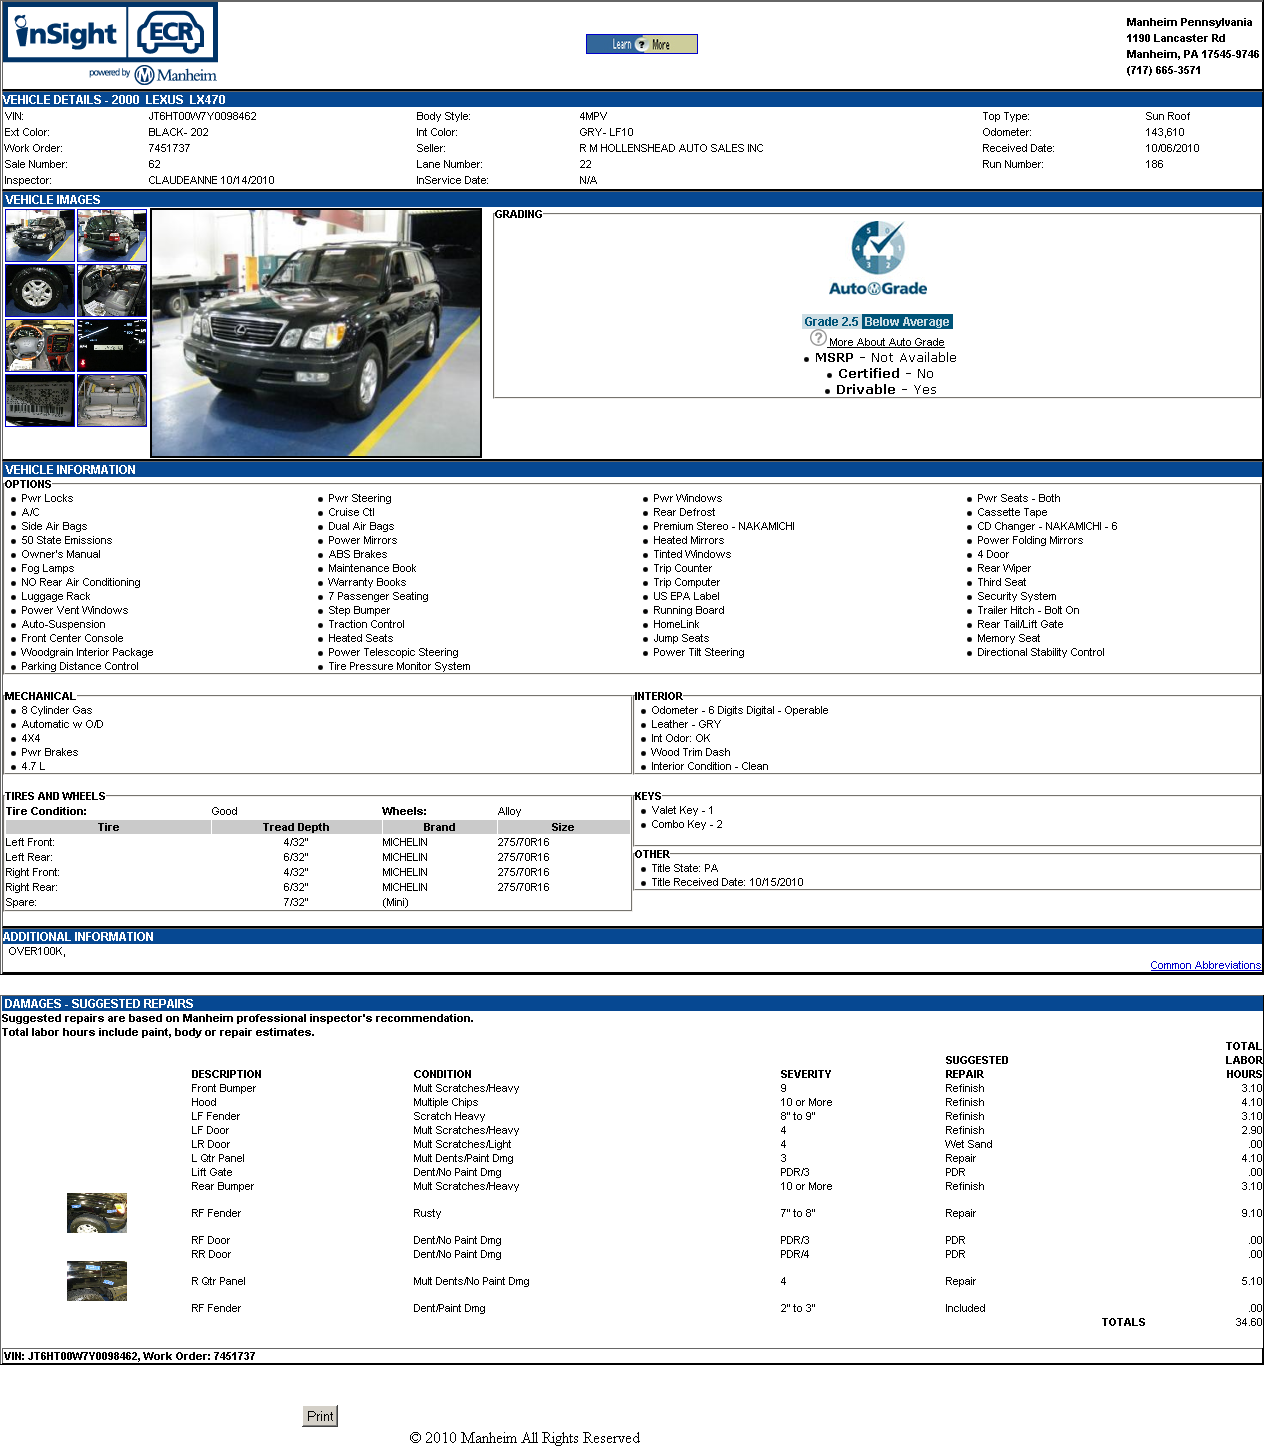 inSight ECR
powered by Manheim
Learn ? More
Manheim Pennsylvania
1190 Lancaster Rd
Manheim, PA 17545-9746
(717) 665-3571
VEHICLE DETAILS - 2000 LEXUS LX470
VIN: JT6HT00W7Y0098462 Body Style: 4MPV Top Type: Sun Roof
Ext Color: BLACK- 202 Int Color: GRY- LF10 Odometer: 143,610
Work Order: 7451737 Seller: R M HOLLENSHEAD AUTO SALES INC Received Date: 10/06/2010
Sale Number: 62 Lane Number: 22 Run Number: 186
Inspector: CLAUDEANNE 10/14/2010 InService Date: N/A
VEHICLE IMAGES
GRADING
5 0 4 1 3 2
Auto Grade
Grade 2.5 Below Average
? More About Auto Grade
• MSRP - Not Available
• Certified - No
• Drivable - Yes
VEHICLE INFORMATION
OPTIONS
• Pwr Locks • Pwr Steering • Pwr Windows • Pwr Seats - Both
• A/C • Cruise Ctl • Rear Defrost • Cassette Tape
• Side Air Bags • Dual Air Bags • Premium Stereo - NAKAMICHI • CD Changer - NAKAMICHI - 6
• 50 State Emissions • Power Mirrors • Heated Mirrors • Power Folding Mirrors
• Owner's Manual • ABS Brakes • Tinted Windows • 4 Door
• Fog Lamps • Maintenance Book • Trip Counter • Rear Wiper
• NO Rear Air Conditioning • Warranty Books • Trip Computer • Third Seat
• Luggage Rack • 7 Passenger Seating • US EPA Label • Security System
• Power Vent Windows • Step Bumper • Running Board • Trailer Hitch - Bolt On
• Auto-Suspension • Traction Control • HomeLink • Rear Tail/Lift Gate
• Front Center Console • Heated Seats • Jump Seats • Memory Seat
• Woodgrain Interior Package • Power Telescopic Steering • Power Tilt Steering • Directional Stability Control
• Parking Distance Control • Tire Pressure Monitor System
MECHANICAL
• 8 Cylinder Gas
• Automatic w O/D
• 4X4
• Pwr Brakes
• 4.7 L
INTERIOR
• Odometer - 6 Digits Digital - Operable
• Leather - GRY
• Int Odor: OK
• Wood Trim Dash
• Interior Condition - Clean
TIRES AND WHEELS
Tire Condition: Good Wheels: Alloy
Tire Tread Depth Brand Size
Left Front: 4/32" MICHELIN 275/70R16
Left Rear: 6/32" MICHELIN 275/70R16
Right Front: 4/32" MICHELIN 275/70R16
Right Rear: 6/32" MICHELIN 275/70R16
Spare: 7/32" (Mini)
KEYS
• Valet Key - 1
• Combo Key - 2
OTHER
• Title State: PA
• Title Received Date: 10/15/2010
ADDITIONAL INFORMATION
OVER100K,
Common Abbreviations
DAMAGES - SUGGESTED REPAIRS
Suggested repairs are based on Manheim professional inspector's recommendation.
Total labor hours include paint, body or repair estimates.
DESCRIPTION CONDITION SEVERITY SUGGESTED REPAIR TOTAL LABOR HOURS
Front Bumper Mult Scratches/Heavy 9 Refinish 3.10
Hood Multiple Chips 10 or More Refinish 4.10
LF Fender Scratch Heavy 8" to 9" Refinish 3.10
LF Door Mult Scratches/Heavy 4 Refinish 2.90
LR Door Mult Scratches/Light 4 Wet Sand .00
L Qtr Panel Mult Dents/Paint Dmg 3 Repair 4.10
Lift Gate Dent/No Paint Dmg PDR/3 PDR .00
Rear Bumper Mult Scratches/Heavy 10 or More Refinish 3.10
RF Fender Rusty 7" to 8" Repair 9.10
RF Door Dent/No Paint Dmg PDR/3 PDR .00
RR Door Dent/No Paint Dmg PDR/4 PDR .00
R Qtr Panel Mult Dents/No Paint Dmg 4 Repair 5.10
RF Fender Dent/Paint Dmg 2" to 3" Included .00
TOTALS 34.60
VIN: JT6HT00W7Y0098462, Work Order: 7451737
Print
© 2010 Manheim All Rights Reserved